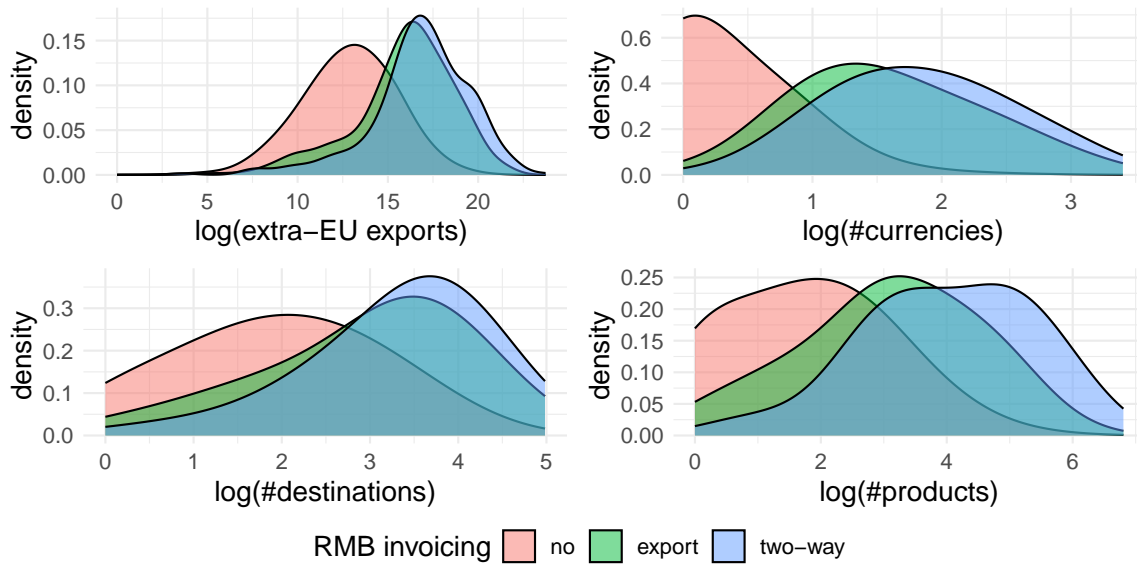 density
0.15
0.10
0.05
0.00
0 5 10 15 20
log(extra−EU exports)
density
0.6
0.4
0.2
0.0
0 1 2 3
log(#currencies)
density
0.3
0.2
0.1
0.0
0 1 2 3 4 5
log(#destinations)
density
0.25
0.20
0.15
0.10
0.05
0.00
0 2 4 6
log(#products)
RMB invoicing no export two−way